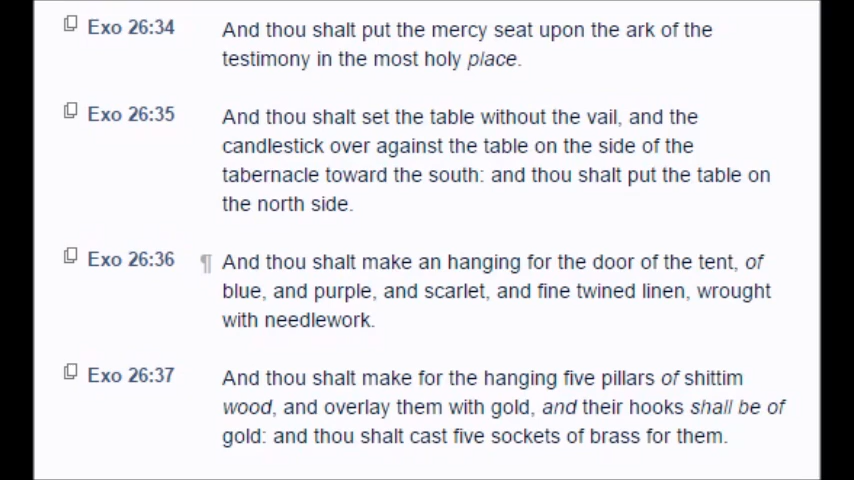 Exo 26:34 And thou shalt put the mercy seat upon the ark of the
testimony in the most holy place.
Exo 26:35 And thou shalt set the table without the vail, and the
candlestick over against the table on the side of the
tabernacle toward the south: and thou shalt put the table on
the north side.
Exo 26:36 ¶ And thou shalt make an hanging for the door of the tent, of
blue, and purple, and scarlet, and fine twined linen, wrought
with needlework.
Exo 26:37 And thou shalt make for the hanging five pillars of shittim
wood, and overlay them with gold, and their hooks shall be of
gold: and thou shalt cast five sockets of brass for them.